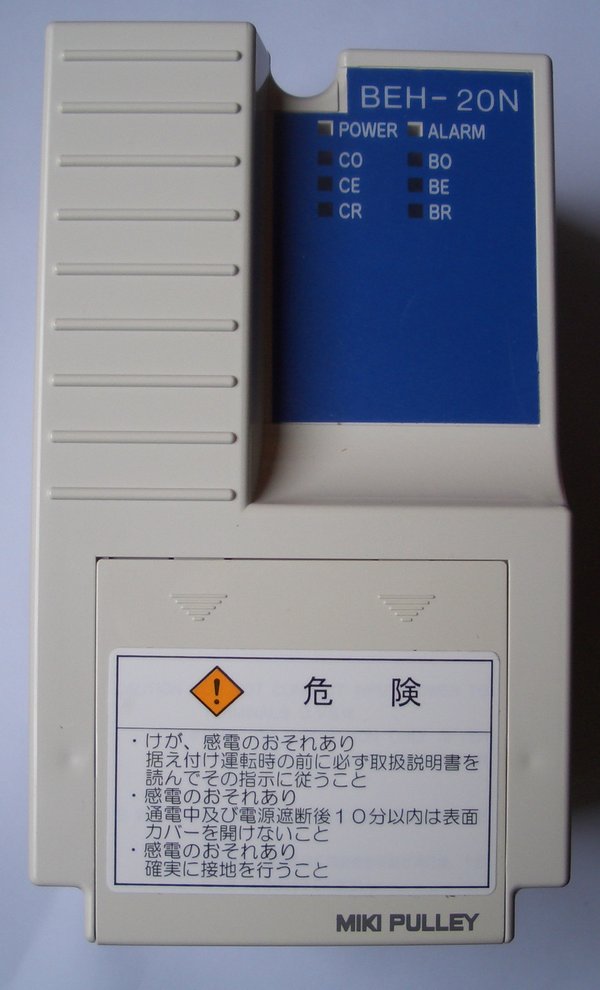 BEH-20N
POWER ALARM
CO BO
CE BE
CR BR
危 険
・けが、感電のおそれあり
据え付け運転時の前に必ず取扱説明書を
読んでその指示に従うこと
・感電のおそれあり
通電中及び電源遮断後10分以内は表面
カバーを開けないこと
・感電のおそれあり
確実に接地を行うこと
MIKI PULLEY